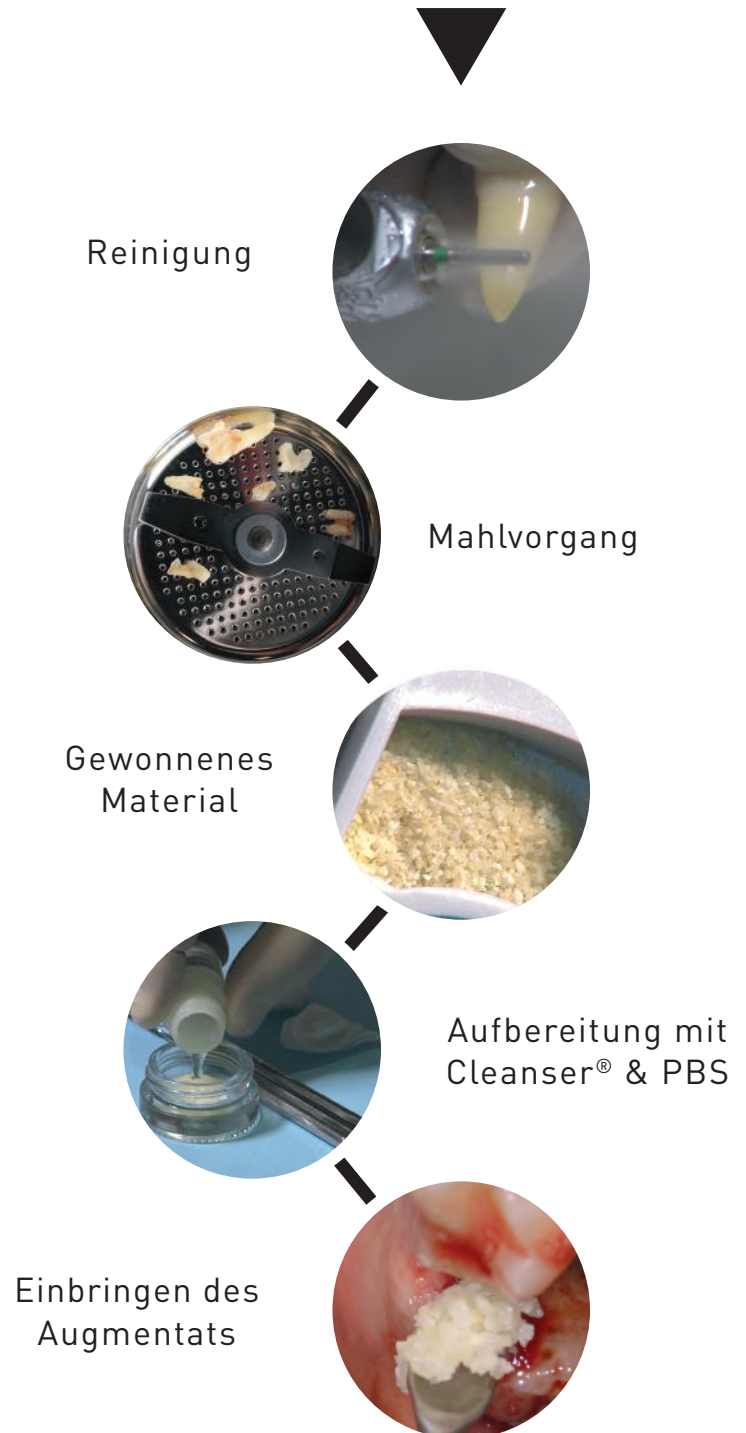 Reinigung
Mahlvorgang
Gewonnenes
Material
Aufbereitung mit
Cleanser® & PBS
Einbringen des
Augmentats